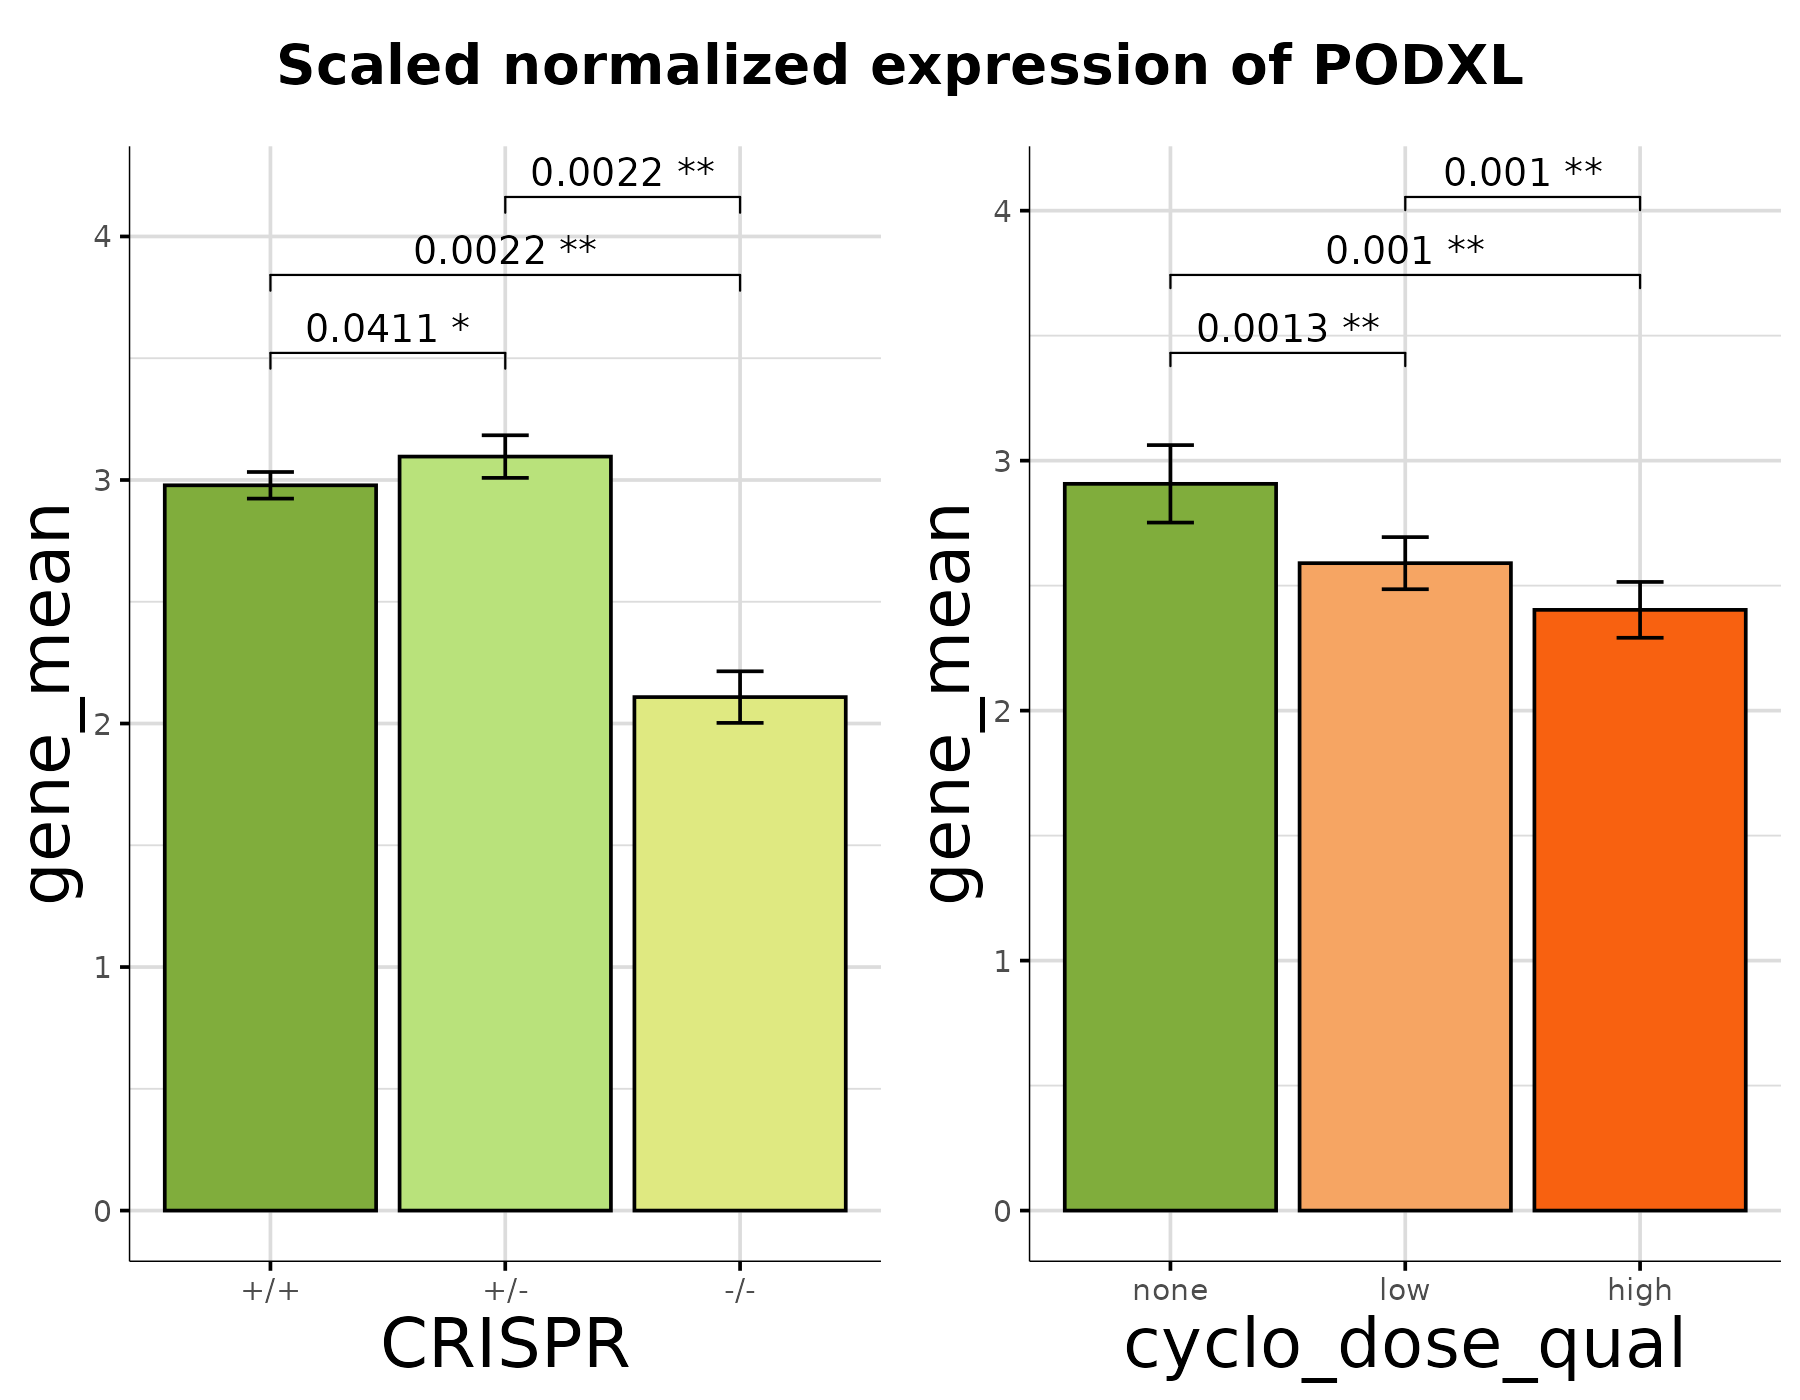 Scaled normalized expression of PODXL
gene_mean
4
3
2
1
0
0.0022 **
0.0022 **
0.0411 *
+/+ +/- -/-
CRISPR
gene_mean
4
3
2
1
0
0.001 **
0.001 **
0.0013 **
none low high
cyclo_dose_qual